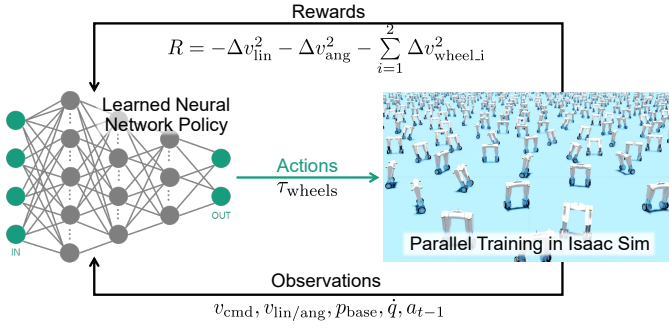 Rewards
R = −Δv²_lin − Δv²_ang − ∑_{i=1}^{2} Δv²_wheel_i
Learned Neural
Network Policy
Actions
τ_wheels
IN
OUT
Parallel Training in Isaac Sim
Observations
v_cmd, v_lin/ang, p_base, q̇, a_{t−1}